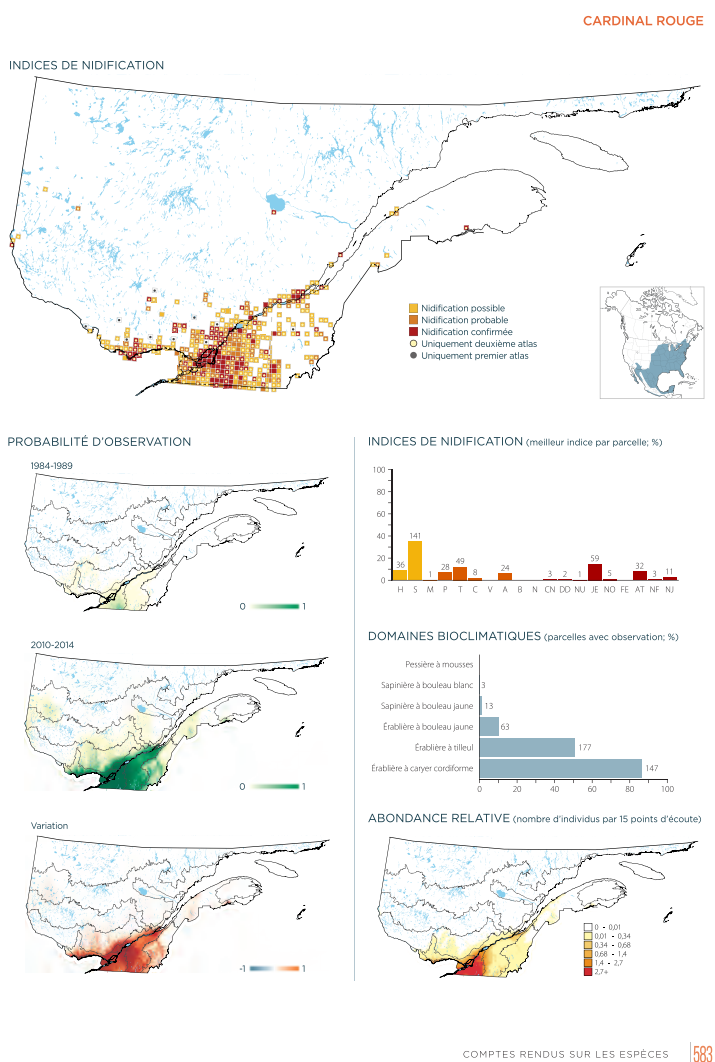 CARDINAL ROUGE
INDICES DE NIDIFICATION
Nidification possible
Nidification probable
Nidification confirmée
Uniquement deuxième atlas
Uniquement premier atlas
PROBABILITÉ D'OBSERVATION
1984-1989
0 1
2010-2014
0 1
Variation
-1 1
INDICES DE NIDIFICATION (meilleur indice par parcelle; %)
100
80
60
40
20
0
36 141 1 28 49 8 24 3 2 1 59 5 32 3 11
H S M P T C V A B N CN DD NU JE NO FE AT NF NJ
DOMAINES BIOCLIMATIQUES (parcelles avec observation; %)
Pessière à mousses
Sapinière à bouleau blanc 3
Sapinière à bouleau jaune 13
Érablière à bouleau jaune 63
Érablière à tilleul 177
Érablière à caryer cordiforme 147
0 20 40 60 80 100
ABONDANCE RELATIVE (nombre d'individus par 15 points d'écoute)
0 - 0,01
0,01 - 0,34
0,34 - 0,68
0,68 - 1,4
1,4 - 2,7
2,7+
COMPTES RENDUS SUR LES ESPÈCES 583